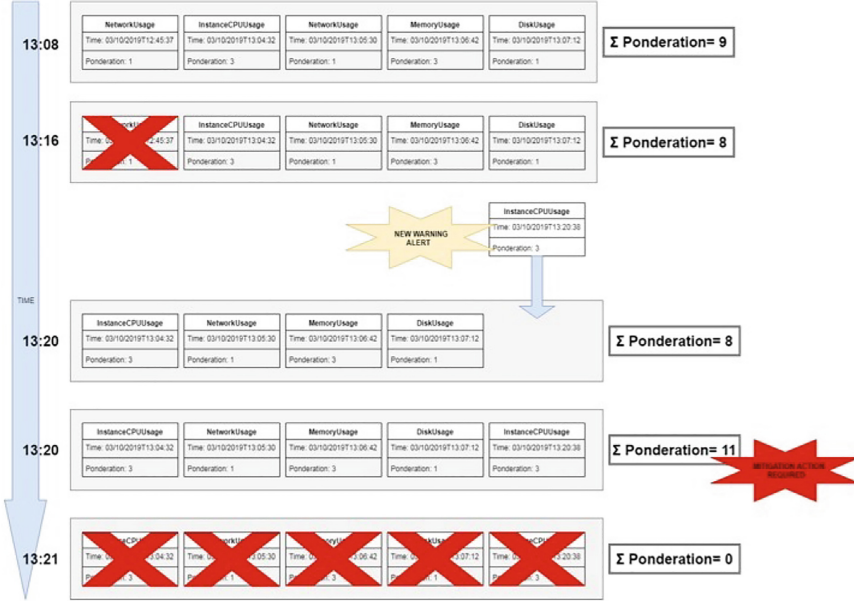 NetworkUsage
Time: 03/10/2019T12:45:37
Ponderation: 1
InstanceCPUUsage
Time: 03/10/2019T13:04:32
Ponderation: 3
NetworkUsage
Time: 03/10/2019T13:05:30
Ponderation: 1
MemoryUsage
Time: 03/10/2019T13:06:42
Ponderation: 3
DiskUsage
Time: 03/10/2019T13:07:12
Ponderation: 1
13:08
Σ Ponderation= 9
13:16
Time:
12:45:37
1
InstanceCPUUsage
Time: 03/10/2019T13:04:32
Ponderation: 3
NetworkUsage
Time: 03/10/2019T13:05:30
Ponderation: 1
MemoryUsage
Time: 03/10/2019T13:06:42
Ponderation: 3
DiskUsage
Time: 03/10/2019T13:07:12
Ponderation: 1
Σ Ponderation= 8
NEW WARNING
ALERT
InstanceCPUUsage
Time: 03/10/2019T13:20:38
Ponderation: 3
TIME
13:20
InstanceCPUUsage
Time: 03/10/2019T13:04:32
Ponderation: 3
NetworkUsage
Time: 03/10/2019T13:05:30
Ponderation: 1
MemoryUsage
Time: 03/10/2019T13:06:42
Ponderation: 3
DiskUsage
Time: 03/10/2019T13:07:12
Ponderation: 1
Σ Ponderation= 8
13:20
InstanceCPUUsage
Time: 03/10/2019T13:04:32
Ponderation: 3
NetworkUsage
Time: 03/10/2019T13:05:30
Ponderation: 1
MemoryUsage
Time: 03/10/2019T13:06:42
Ponderation: 3
DiskUsage
Time: 03/10/2019T13:07:12
Ponderation: 1
InstanceCPUUsage
Time: 03/10/2019T13:20:38
Ponderation: 3
Σ Ponderation= 11
MITIGATION ACTION
REQUIRED
13:21
Σ Ponderation= 0